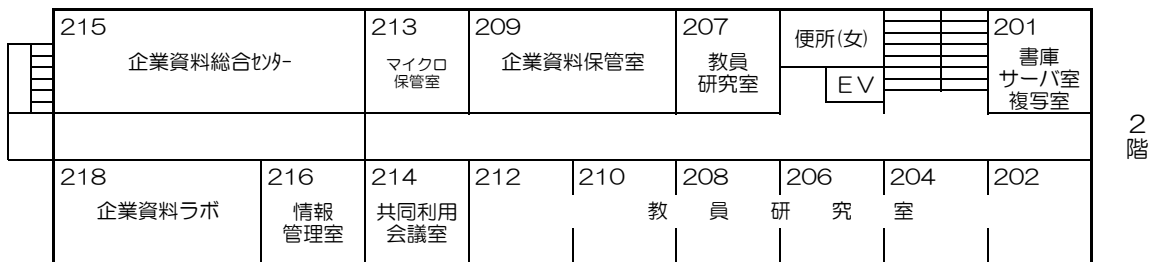 215
企業資料総合ｾﾝﾀｰ
213
マイクロ
保管室
209
企業資料保管室
207
教員
研究室
便所(女)
ＥＶ
201
書庫
サーバ室
複写室
2
階
218
企業資料ラボ
216
情報
管理室
214
共同利用
会議室
212
210
208
206
204
202
教員研究室